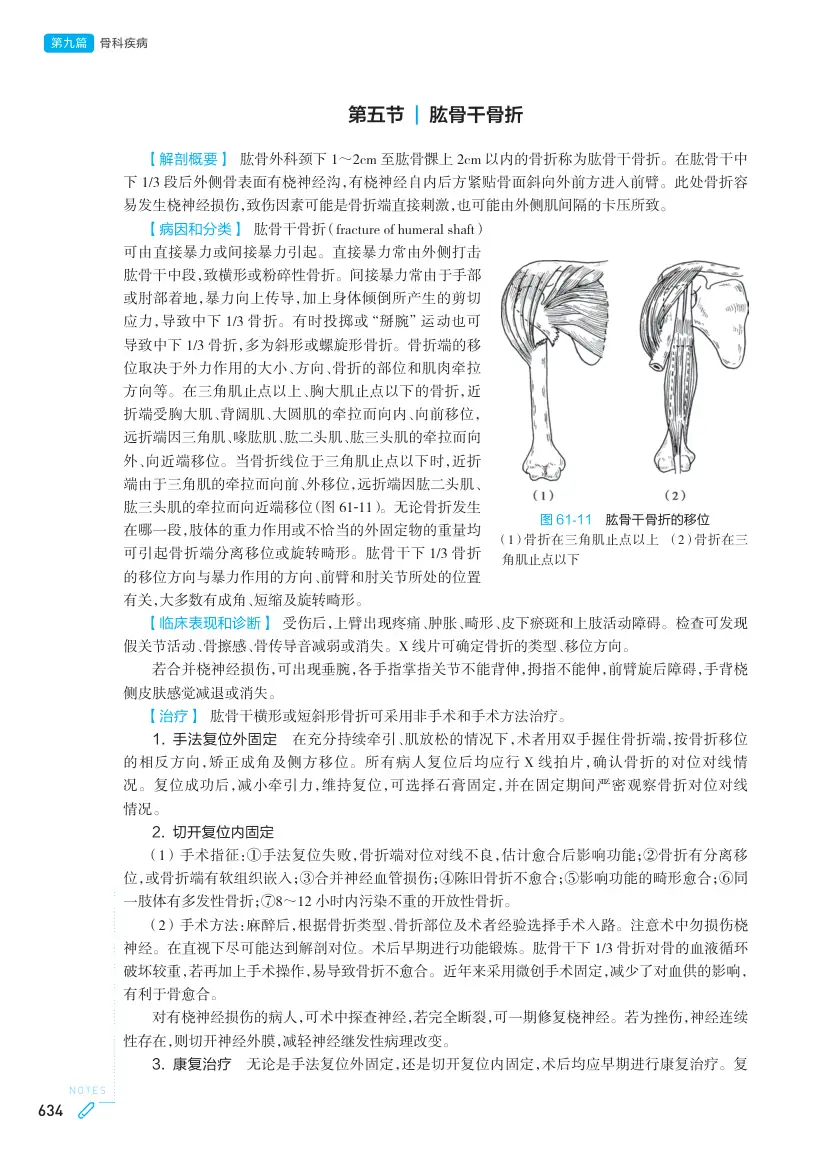 第九篇 骨科疾病
第五节 | 肱骨干骨折
【解剖概要】 肱骨外科颈下 1～2cm 至肱骨髁上 2cm 以内的骨折称为肱骨干骨折。在肱骨干中
下 1/3 段后外侧骨表面有桡神经沟,有桡神经自内后方紧贴骨面斜向外前方进入前臂。此处骨折容
易发生桡神经损伤,致伤因素可能是骨折端直接刺激,也可能由外侧肌间隔的卡压所致。
【病因和分类】 肱骨干骨折(fracture of humeral shaft)
可由直接暴力或间接暴力引起。直接暴力常由外侧打击
肱骨干中段,致横形或粉碎性骨折。间接暴力常由于手部
或肘部着地,暴力向上传导,加上身体倾倒所产生的剪切
应力,导致中下 1/3 骨折。有时投掷或“掰腕”运动也可
导致中下 1/3 骨折,多为斜形或螺旋形骨折。骨折端的移
位取决于外力作用的大小、方向、骨折的部位和肌肉牵拉
方向等。在三角肌止点以上、胸大肌止点以下的骨折,近
折端受胸大肌、背阔肌、大圆肌的牵拉而向内、向前移位,
远折端因三角肌、喙肱肌、肱二头肌、肱三头肌的牵拉而向
外、向近端移位。当骨折线位于三角肌止点以下时,近折
端由于三角肌的牵拉而向前、外移位,远折端因肱二头肌、
肱三头肌的牵拉而向近端移位(图 61-11)。无论骨折发生
在哪一段,肢体的重力作用或不恰当的外固定物的重量均
可引起骨折端分离移位或旋转畸形。肱骨干下 1/3 骨折
的移位方向与暴力作用的方向、前臂和肘关节所处的位置
有关,大多数有成角、短缩及旋转畸形。
(1) (2)
图 61-11 肱骨干骨折的移位
(1)骨折在三角肌止点以上 (2)骨折在三
角肌止点以下
【临床表现和诊断】 受伤后,上臂出现疼痛、肿胀、畸形、皮下瘀斑和上肢活动障碍。检查可发现
假关节活动、骨擦感、骨传导音减弱或消失。X 线片可确定骨折的类型、移位方向。
若合并桡神经损伤,可出现垂腕,各手指掌指关节不能背伸,拇指不能伸,前臂旋后障碍,手背桡
侧皮肤感觉减退或消失。
【治疗】 肱骨干横形或短斜形骨折可采用非手术和手术方法治疗。
1. 手法复位外固定 在充分持续牵引、肌放松的情况下,术者用双手握住骨折端,按骨折移位
的相反方向,矫正成角及侧方移位。所有病人复位后均应行 X 线拍片,确认骨折的对位对线情
况。复位成功后,减小牵引力,维持复位,可选择石膏固定,并在固定期间严密观察骨折对位对线
情况。
2. 切开复位内固定
(1)手术指征:①手法复位失败,骨折端对位对线不良,估计愈合后影响功能;②骨折有分离移
位,或骨折端有软组织嵌入;③合并神经血管损伤;④陈旧骨折不愈合;⑤影响功能的畸形愈合;⑥同
一肢体有多发性骨折;⑦8～12 小时内污染不重的开放性骨折。
(2)手术方法:麻醉后,根据骨折类型、骨折部位及术者经验选择手术入路。注意术中勿损伤桡
神经。在直视下尽可能达到解剖对位。术后早期进行功能锻炼。肱骨干下 1/3 骨折对骨的血液循环
破坏较重,若再加上手术操作,易导致骨折不愈合。近年来采用微创手术固定,减少了对血供的影响,
有利于骨愈合。
对有桡神经损伤的病人,可术中探查神经,若完全断裂,可一期修复桡神经。若为挫伤,神经连续
性存在,则切开神经外膜,减轻神经继发性病理改变。
3. 康复治疗 无论是手法复位外固定,还是切开复位内固定,术后均应早期进行康复治疗。复
NOTES
634